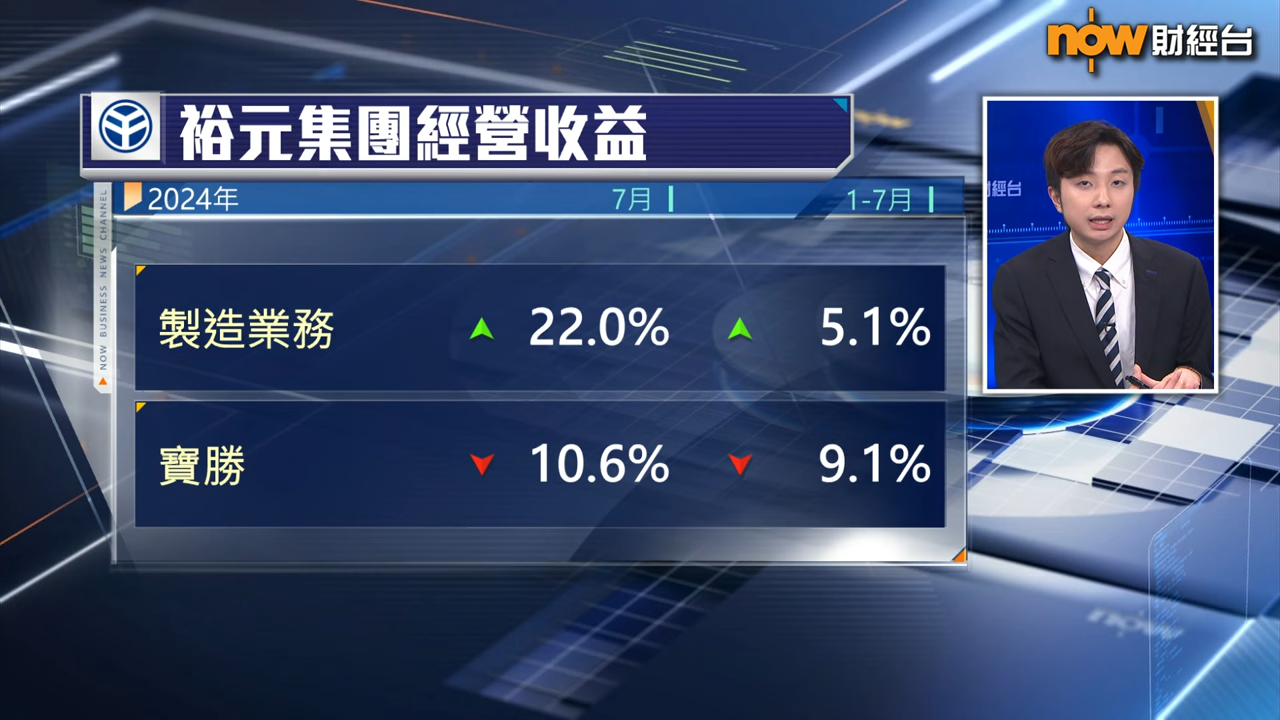 now財經台
裕元集團經營收益
2024年 7月 1-7月
NOW BUSINESS NEWS CHANNEL
製造業務 22.0% 5.1%
寶勝 10.6% 9.1%
財經台
now